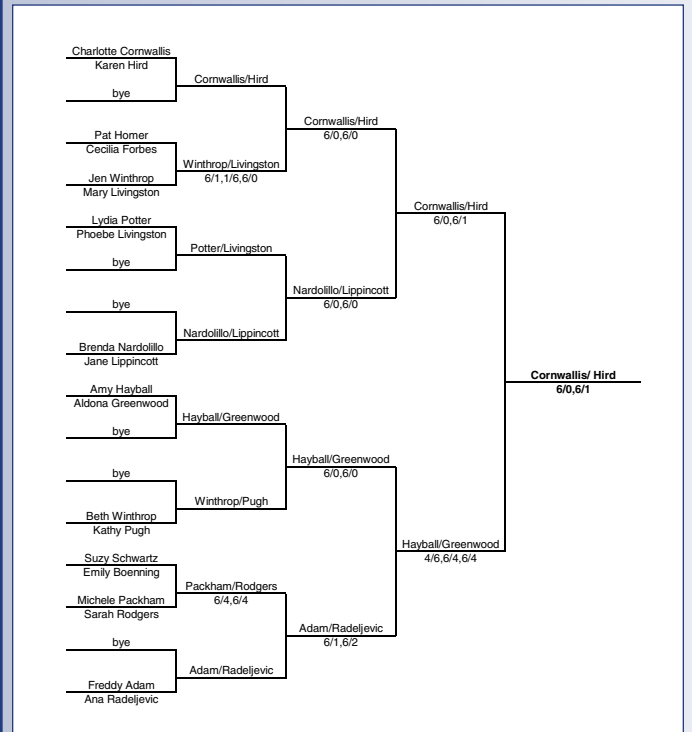 Charlotte Cornwallis
Karen Hird
bye
Pat Homer
Cecilia Forbes
Jen Winthrop
Mary Livingston
Lydia Potter
Phoebe Livingston
bye
bye
Brenda Nardolillo
Jane Lippincott
Amy Hayball
Aldona Greenwood
bye
bye
Beth Winthrop
Kathy Pugh
Suzy Schwartz
Emily Boenning
Michele Packham
Sarah Rodgers
bye
Freddy Adam
Ana Radeljevic
Cornwallis/Hird
Winthrop/Livingston
6/1,1/6,6/0
Potter/Livingston
Nardolillo/Lippincott
Hayball/Greenwood
Winthrop/Pugh
Packham/Rodgers
6/4,6/4
Adam/Radeljevic
Cornwallis/Hird
6/0,6/0
Nardolillo/Lippincott
6/0,6/0
Hayball/Greenwood
6/0,6/0
Adam/Radeljevic
6/1,6/2
Cornwallis/Hird
6/0,6/1
Hayball/Greenwood
4/6,6/4,6/4
Cornwallis/ Hird
6/0,6/1